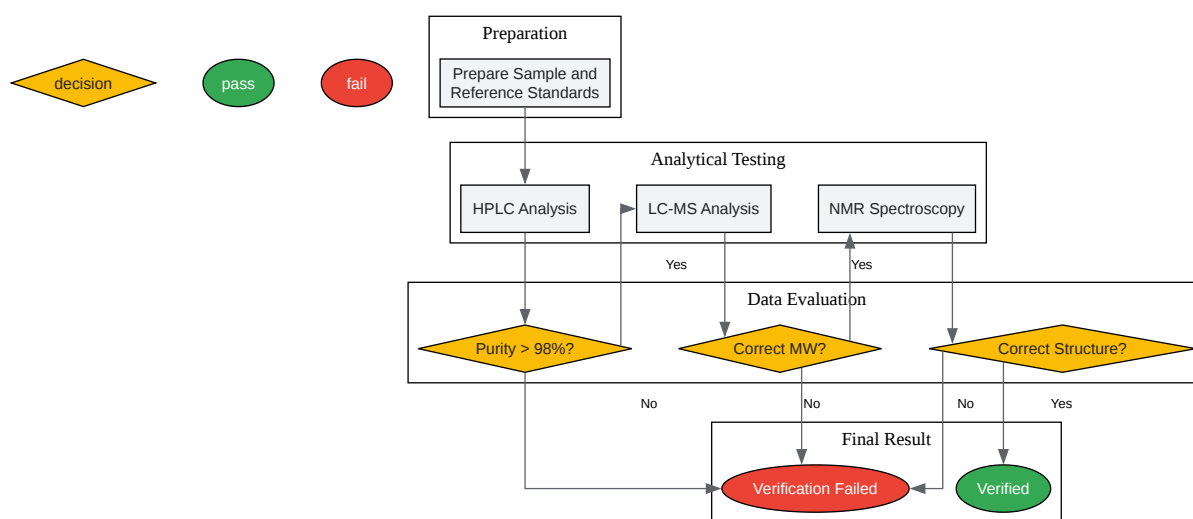 Preparation
decision
pass
fail
Prepare Sample and
Reference Standards
Analytical Testing
HPLC Analysis
LC-MS Analysis
NMR Spectroscopy
Yes
Yes
Data Evaluation
Purity > 98%?
Correct MW?
Correct Structure?
No
No
No
Yes
Final Result
Verification Failed
Verified